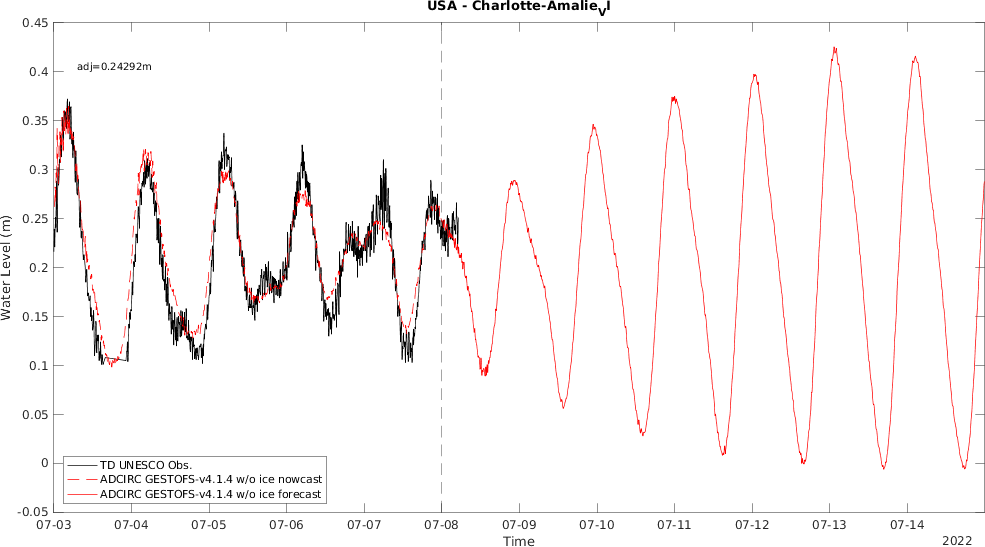 USA - Charlotte-AmalieVI
adj=0.24292m
0.45
0.4
0.35
0.3
0.25
0.2
0.15
0.1
0.05
0
-0.05
Water Level (m)
TD UNESCO Obs.
ADCIRC GESTOFS-v4.1.4 w/o ice nowcast
ADCIRC GESTOFS-v4.1.4 w/o ice forecast
07-03 07-04 07-05 07-06 07-07 07-08 07-09 07-10 07-11 07-12 07-13 07-14
Time
2022